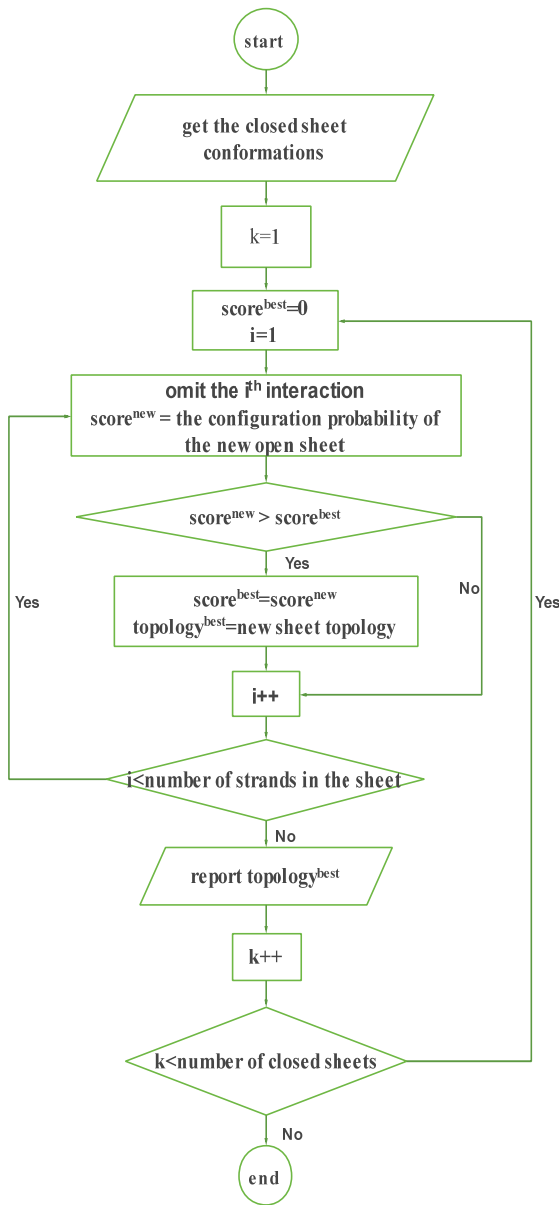 start
get the closed sheet
conformations
k=1
score^best=0
i=1
omit the i^th interaction
score^new = the configuration probability of
the new open sheet
score^new > score^best
Yes
No
score^best=score^new
topology^best=new sheet topology
i++
i<number of strands in the sheet
Yes
No
report topology^best
k++
k<number of closed sheets
Yes
No
end